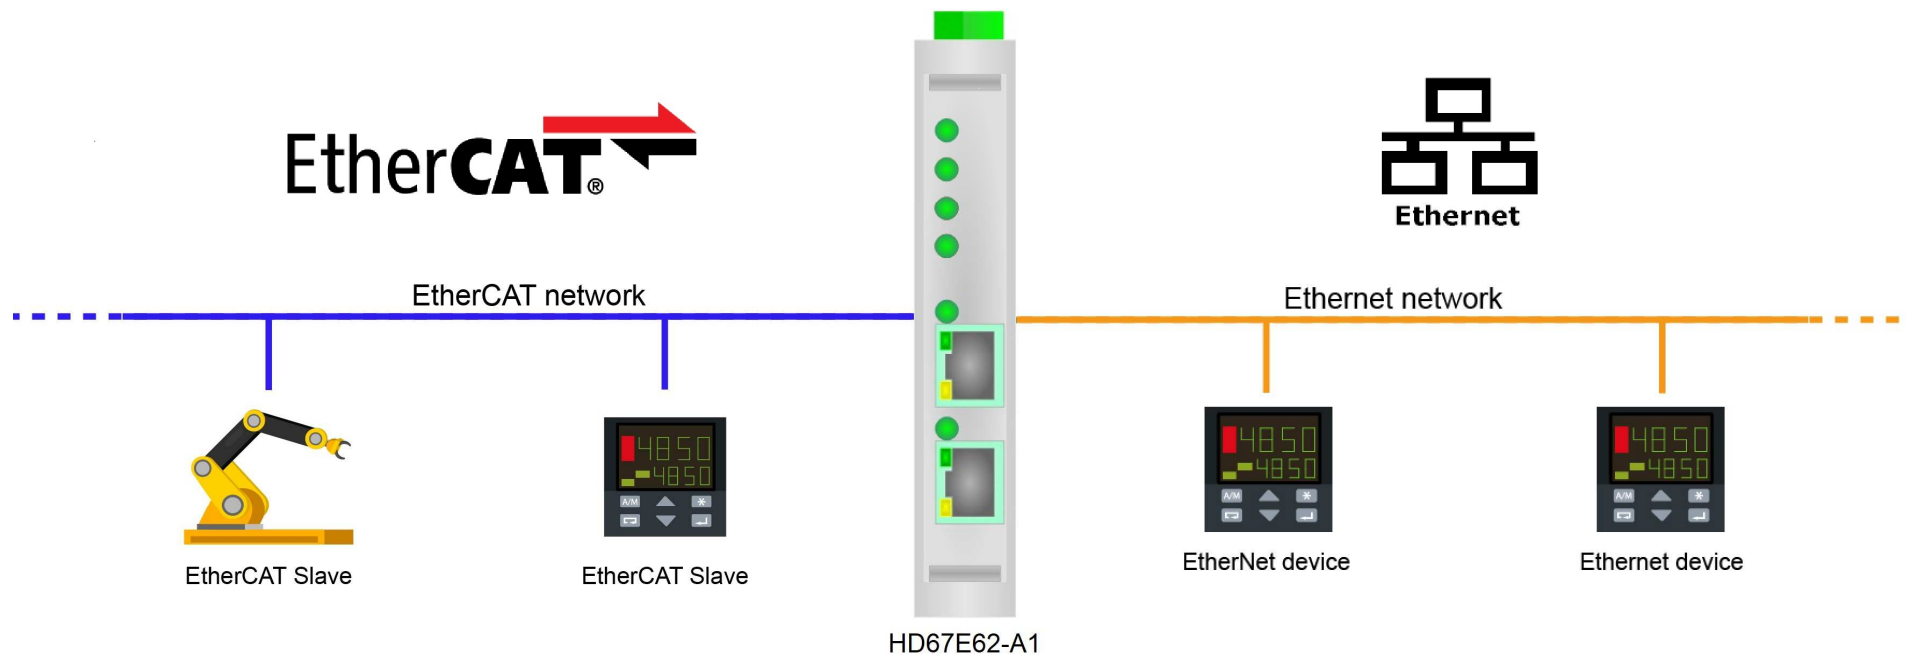 EtherCAT®
Ethernet
EtherCAT network
Ethernet network
4850
4850
A/M
*
4850
4850
A/M
*
4850
4850
A/M
*
EtherCAT Slave
EtherCAT Slave
EtherNet device
Ethernet device
HD67E62-A1